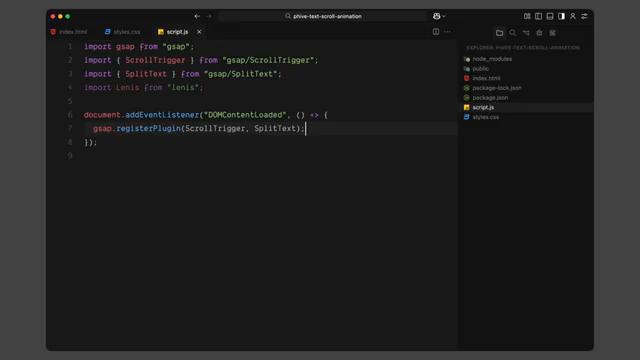 phive-text-scroll-animation
index.html
styles.css
script.js
EXPLORER: PHIVE-TEXT-SCROLL-ANIMATION
1 import gsap from "gsap";
2 import { ScrollTrigger } from "gsap/ScrollTrigger";
3 import { SplitText } from "gsap/SplitText";
4 import Lenis from "lenis";
5
6 document.addEventListener("DOMContentLoaded", () => {
7 gsap.registerPlugin(ScrollTrigger, SplitText);
8 });
9
node_modules
public
index.html
package-lock.json
package.json
script.js
styles.css